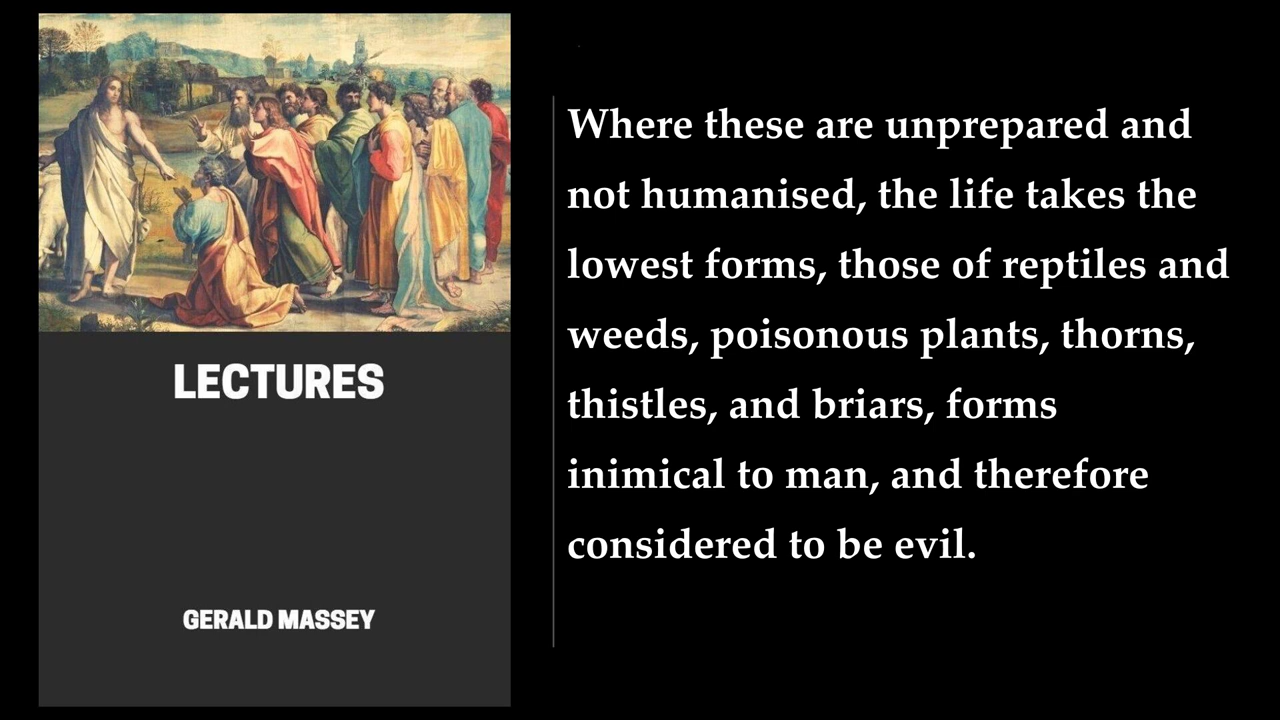 LECTURES
GERALD MASSEY
Where these are unprepared and
not humanised, the life takes the
lowest forms, those of reptiles and
weeds, poisonous plants, thorns,
thistles, and briars, forms
inimical to man, and therefore
considered to be evil.